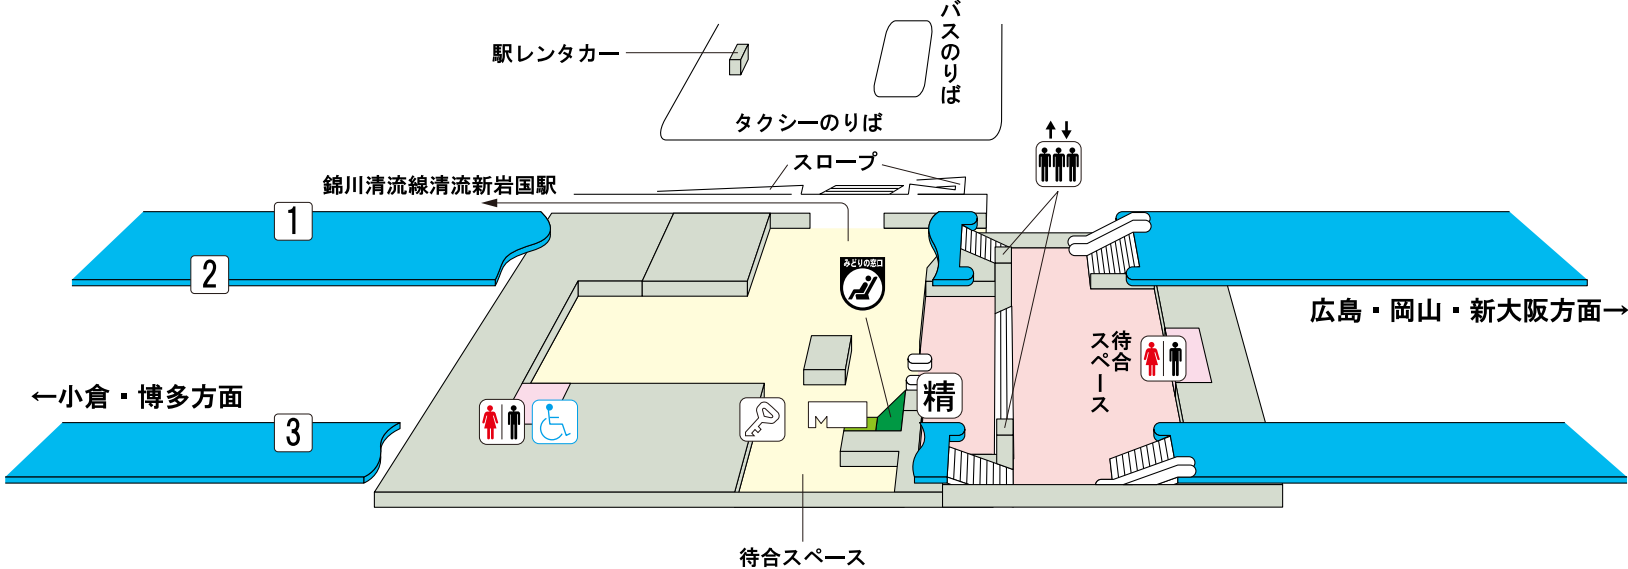 バスのりば
駅レンタカー
タクシーのりば
スロープ
錦川清流線清流新岩国駅
1
2
みどりの窓口
広島・岡山・新大阪方面→
待合
スペース
←小倉・博多方面
精
M
3
待合スペース